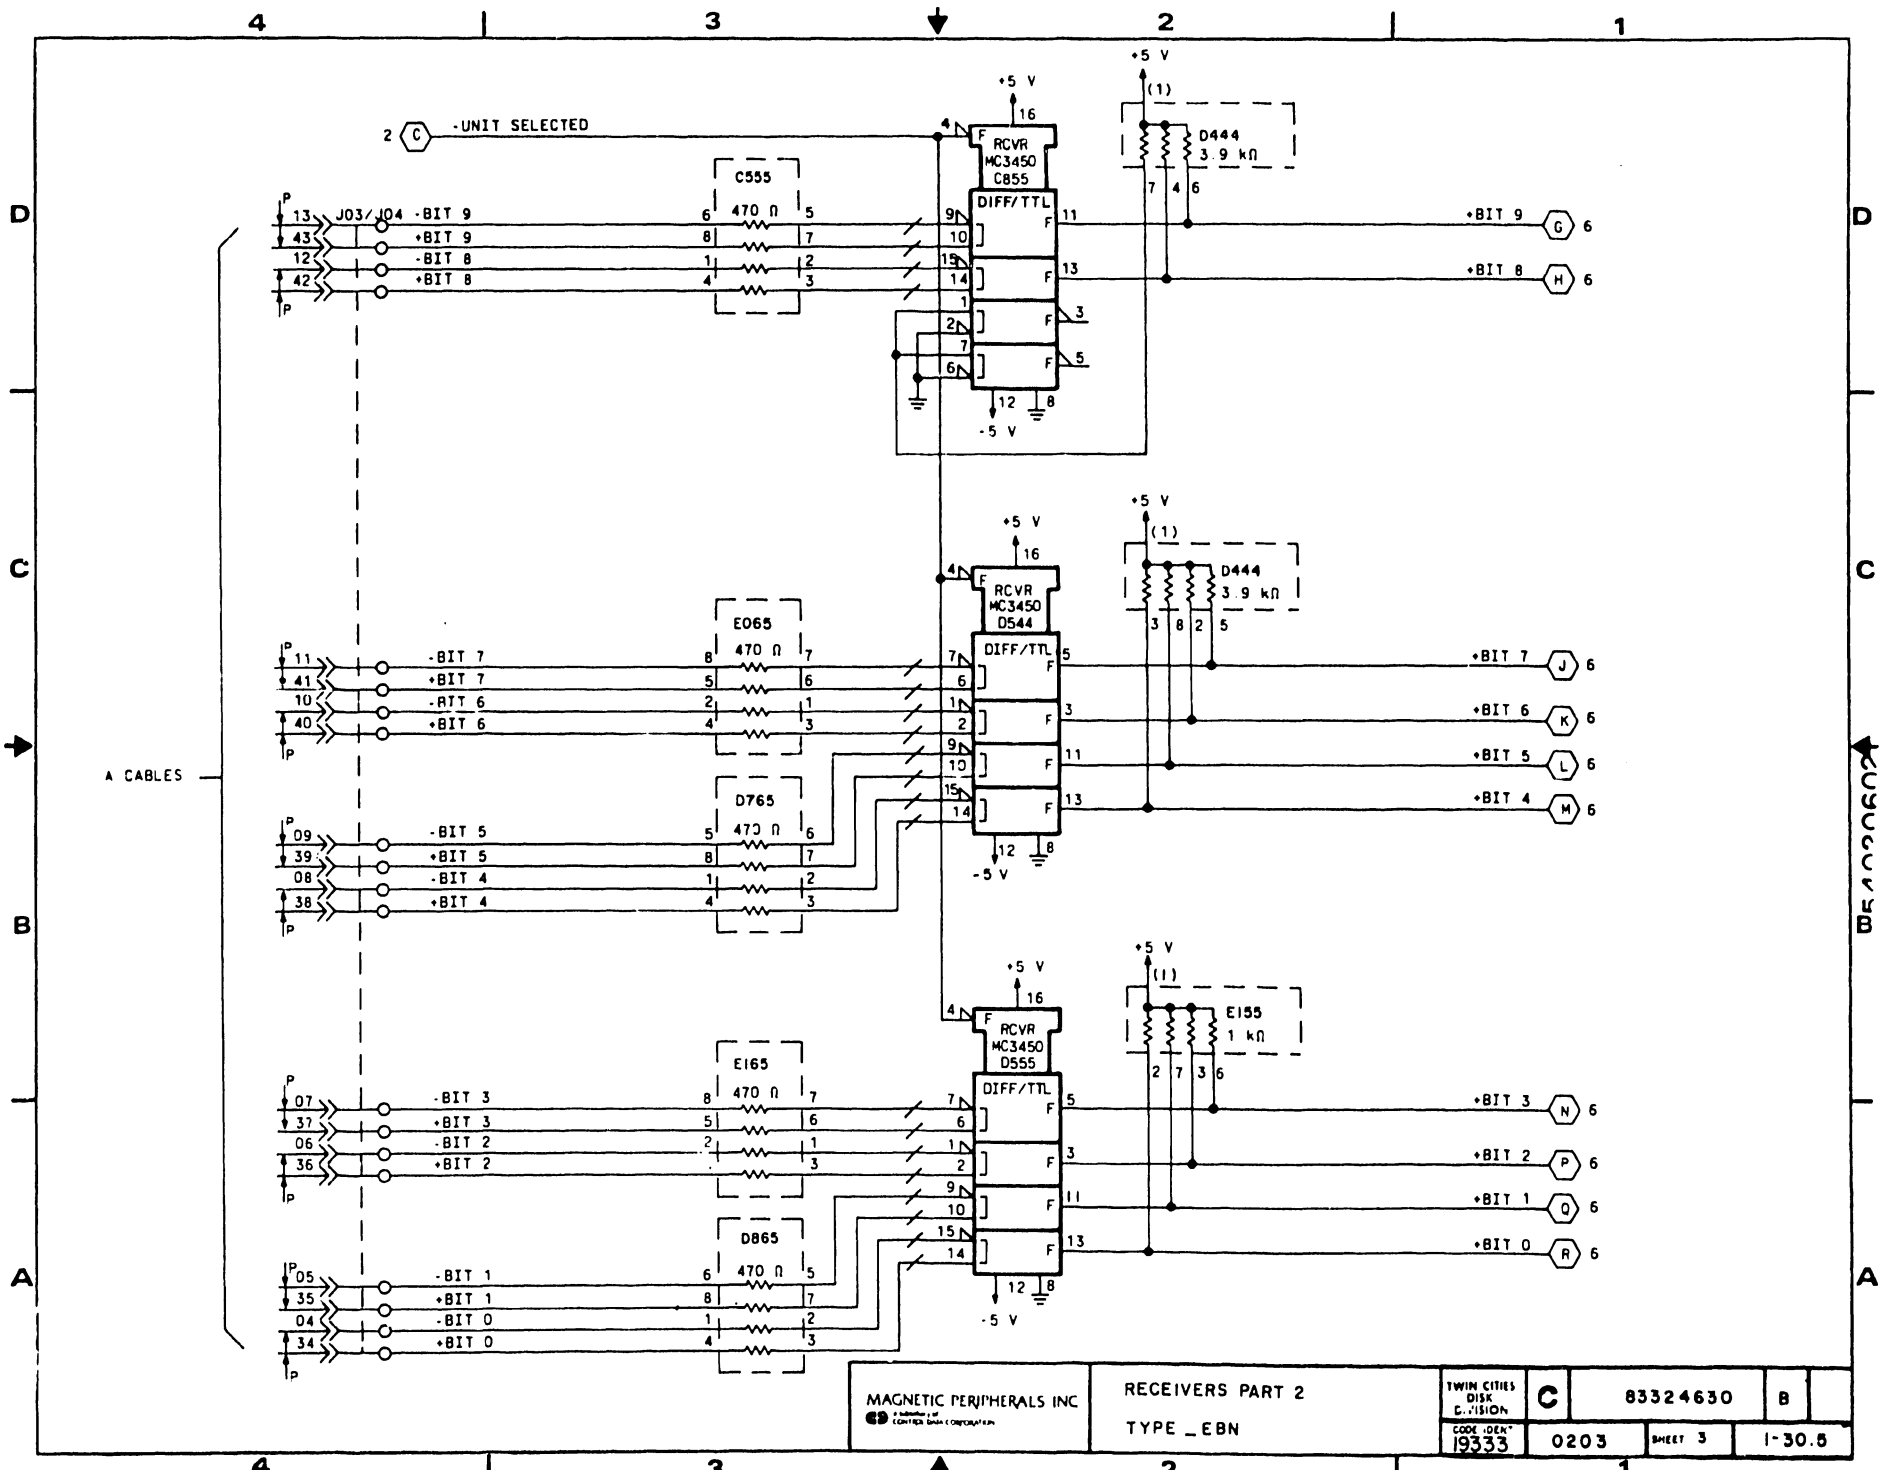 4 3 2 1
+5 V
+5 V
(1)
16
2 C -UNIT SELECTED
4 F
RCVR
MC3450
C855
D444
3.9 kΩ
7 4 6
C555
470 Ω
DIFF/TTL
D
D
P
13 J03/J04 -BIT 9 6 5 9 F 11 +BIT 9 G 6
43 +BIT 9 8 7 10
12 -BIT 8 1 2 15 F 13 +BIT 8 H 6
42 +BIT 8 4 3 14
P
1 F 3
2
7 F 5
6
12 8
-5 V
+5 V
+5 V
(1)
16
C
C
4 F
RCVR
MC3450
D544
D444
3.9 kΩ
3 8 2 5
E065
470 Ω
DIFF/TTL
P
11 -BIT 7 8 7 7 F 5 +BIT 7 J 6
41 +BIT 7 5 6 6
10 -BIT 6 2 1 1 F 3 +BIT 6 K 6
40 +BIT 6 4 3 2
P
9 F 11 +BIT 5 L 6
10
15 F 13 +BIT 4 M 6
14
A CABLES
D765
470 Ω
P
09 -BIT 5 5 6
39 +BIT 5 8 7
08 -BIT 4 1 2
38 +BIT 4 4 3
P
12 8
-5 V
B
B
+5 V
+5 V
(1)
16
4 F
RCVR
MC3450
D555
E155
1 kΩ
2 7 3 6
E165
470 Ω
DIFF/TTL
P
07 -BIT 3 8 7 7 F 5 +BIT 3 N 6
37 +BIT 3 5 6 6
06 -BIT 2 2 1 1 F 3 +BIT 2 P 6
36 +BIT 2 3 2
P
9 F 11 +BIT 1 Q 6
10
15 F 13 +BIT 0 R 6
14
D865
470 Ω
A
A
P
05 -BIT 1 6 5
35 +BIT 1 8 7
04 -BIT 0 1 2
34 +BIT 0 4 3
P
12 8
-5 V
MAGNETIC PERIPHERALS INC
a subsidiary of
CONTROL DATA CORPORATION
RECEIVERS PART 2
TYPE _EBN
TWIN CITIES
DISK
DIVISION
C 83324630 B
CODE IDENT
19333
0203 SHEET 3 1-30.5
4 3 2 1